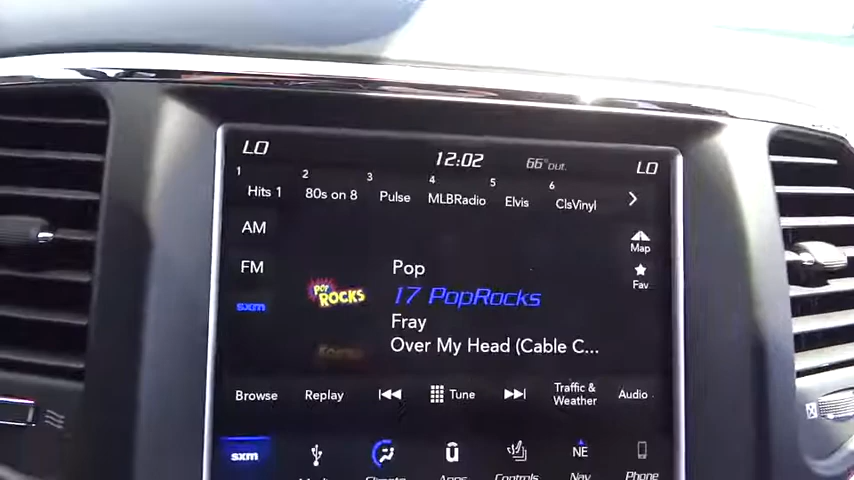 LO 12:02 66° OUT. LO
1 2 3 4 5 6
Hits 1 80s on 8 Pulse MLBRadio Elvis ClsVinyl
AM
Map
FM
Pop
Fav
sxm
POP ROCKS
17 PopRocks
Fray
Over My Head (Cable C...
Browse Replay Tune Traffic & Weather Audio
sxm NE
Climate Apps Controls Nav Phone